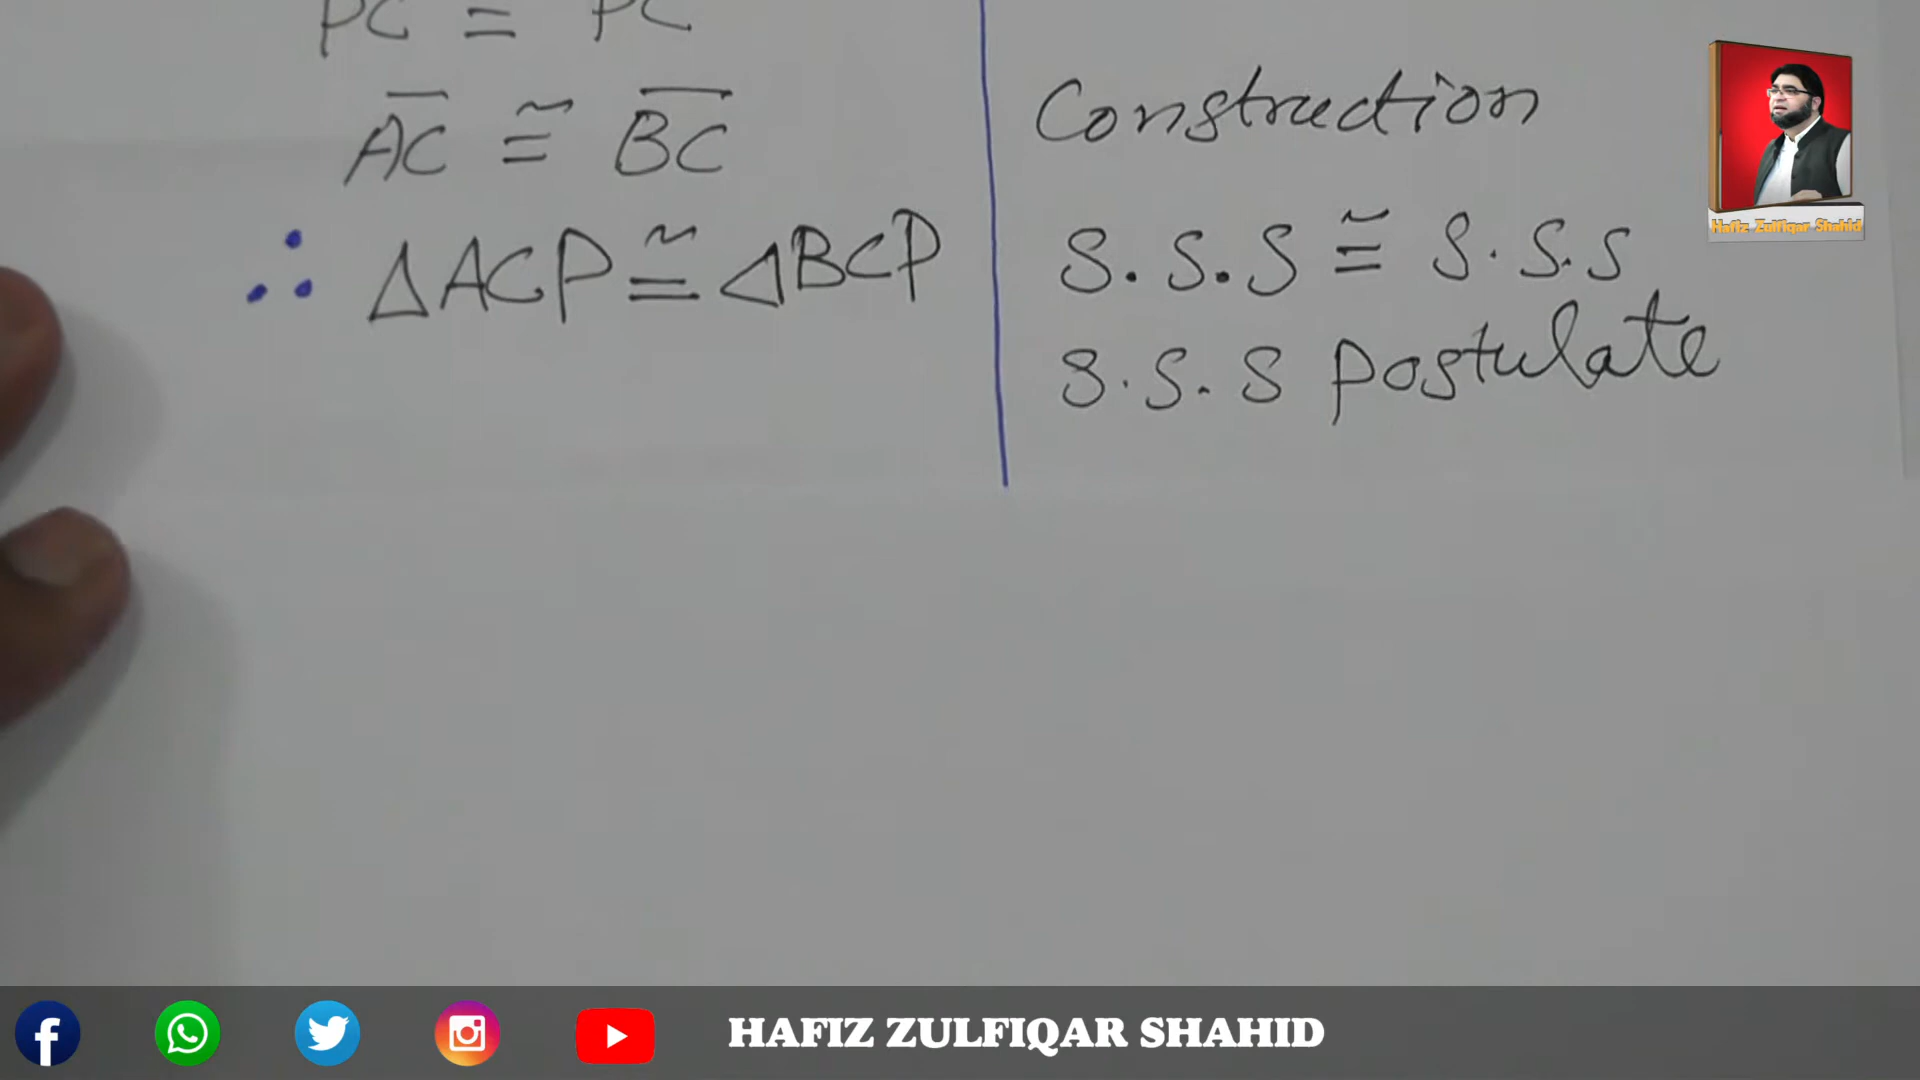 PC = PC
AC ≅ BC
Construction
∴ ΔACP ≅ ΔBCP
S.S.S ≅ S.S.S
S.S.S postulate
Hafiz Zulfiqar Shahid
HAFIZ ZULFIQAR SHAHID